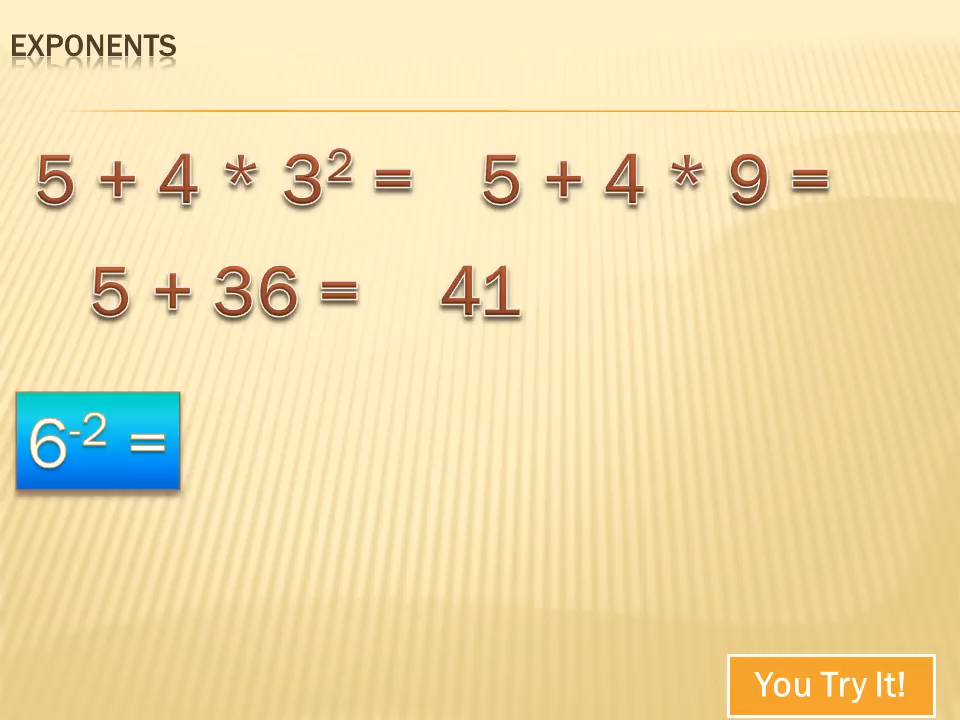 EXPONENTS
5 + 4 * 3² = 5 + 4 * 9 =
5 + 36 = 41
6⁻² =
You Try It!